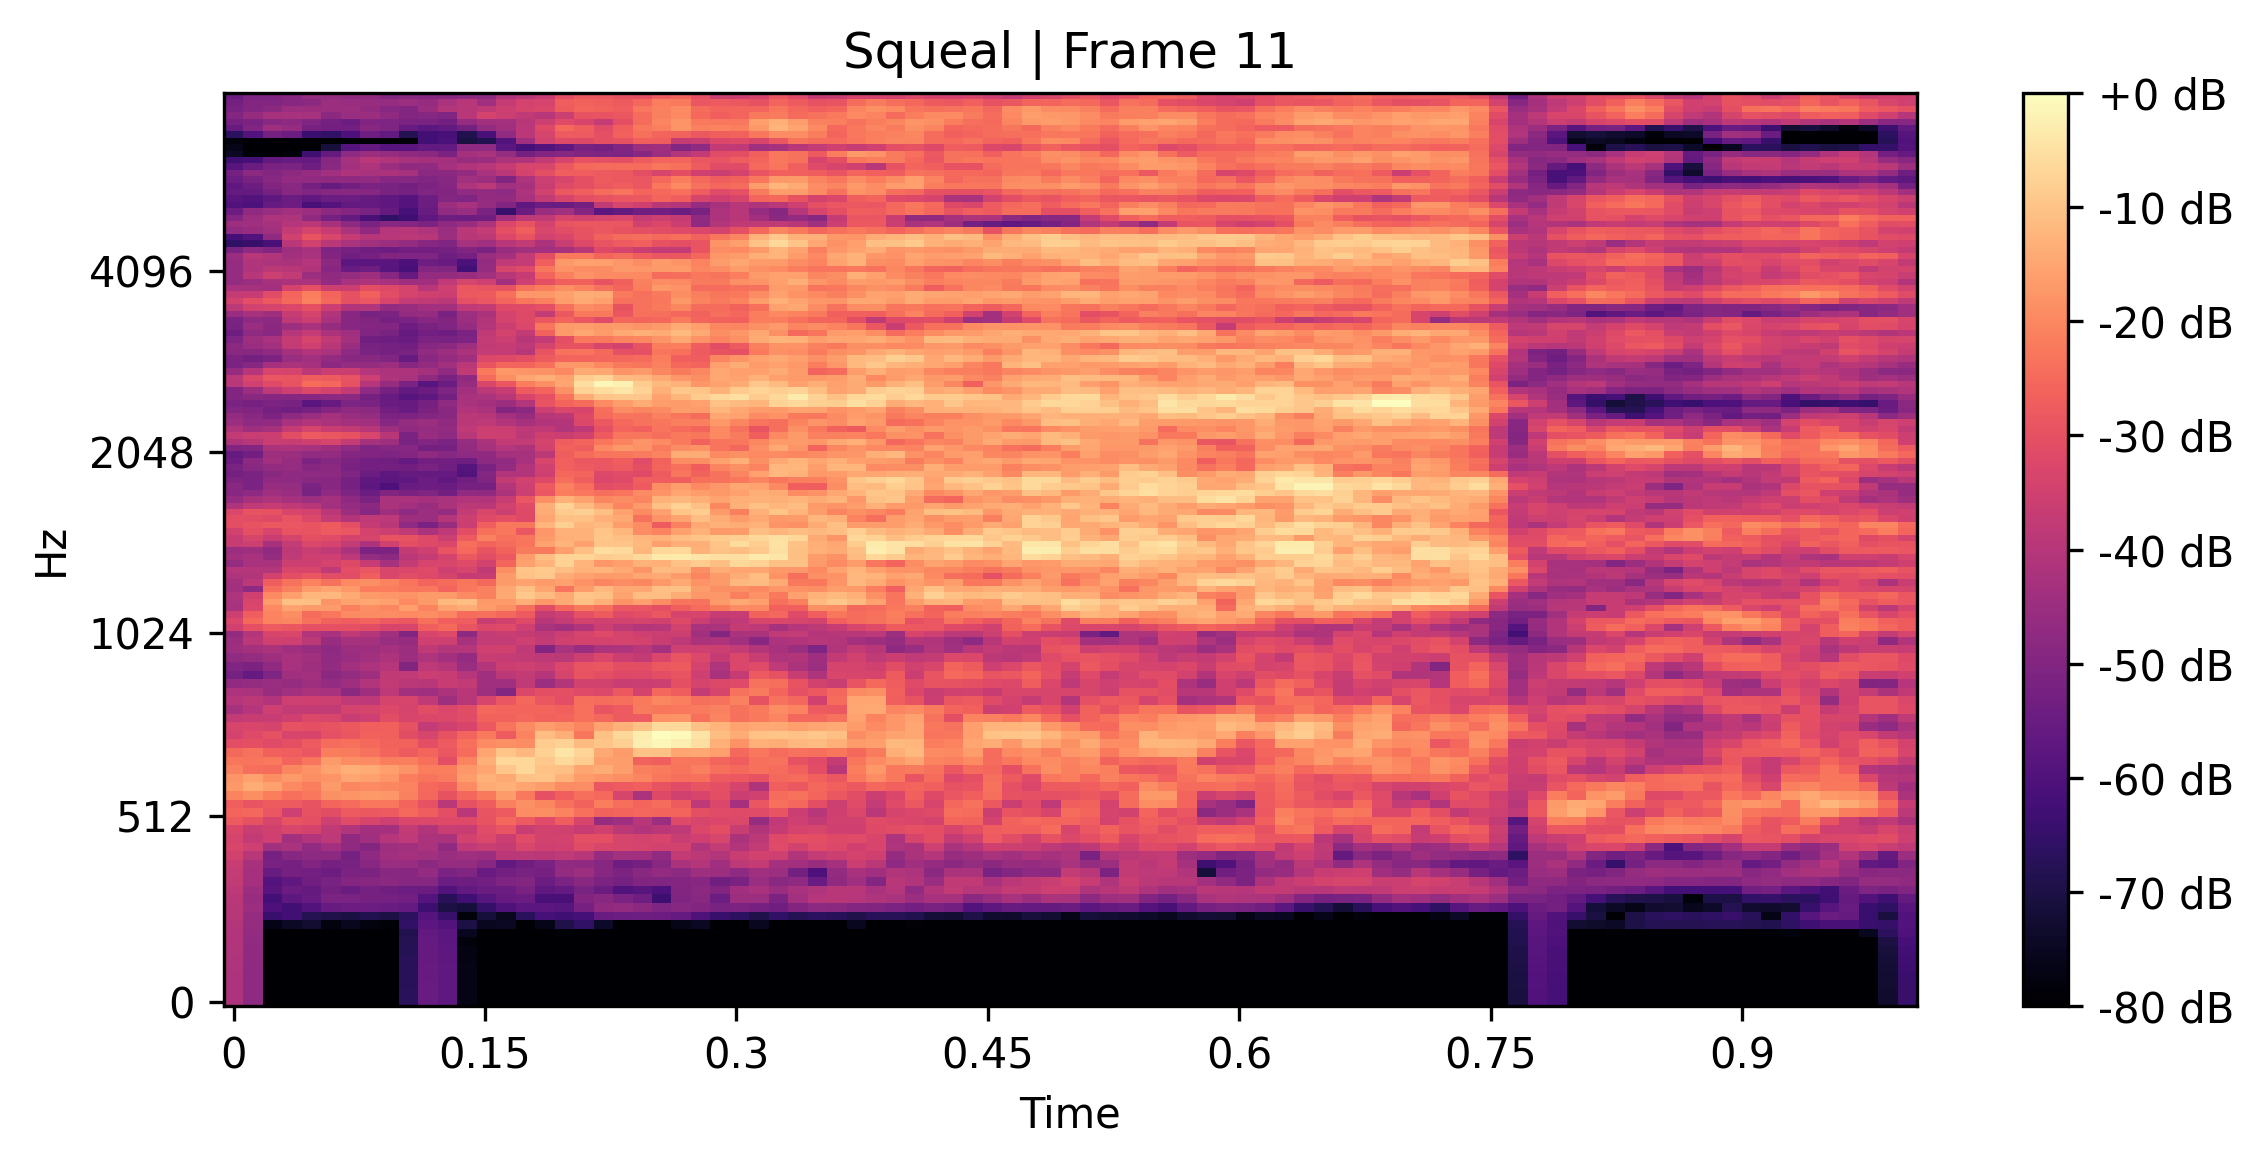 Squeal | Frame 11
Hz
4096
2048
1024
512
0
0 0.15 0.3 0.45 0.6 0.75 0.9
Time
+0 dB
-10 dB
-20 dB
-30 dB
-40 dB
-50 dB
-60 dB
-70 dB
-80 dB